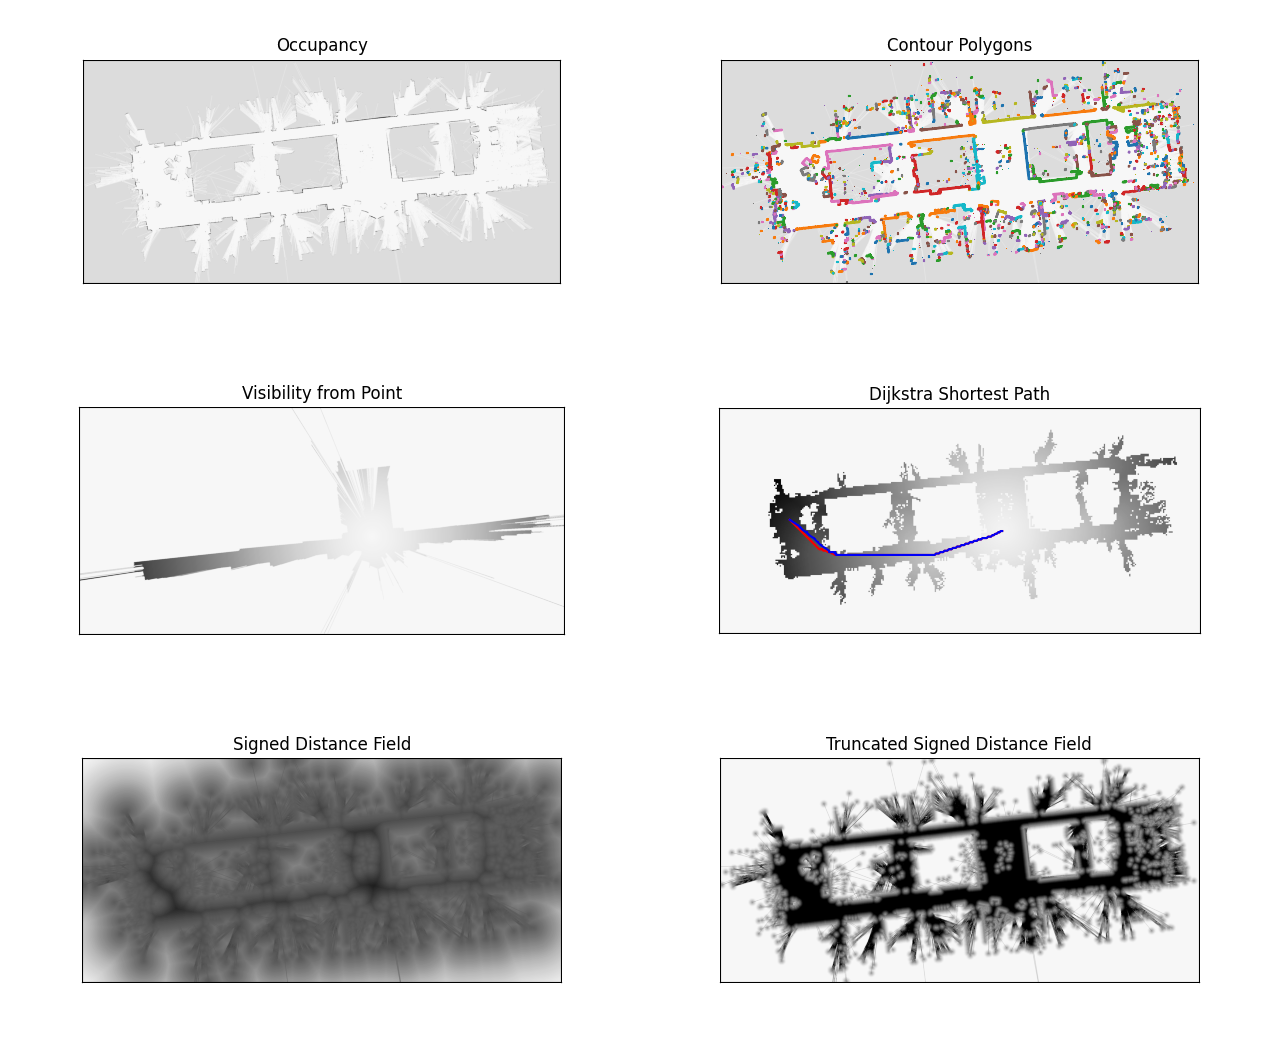 Occupancy
Contour Polygons
Visibility from Point
Dijkstra Shortest Path
Signed Distance Field
Truncated Signed Distance Field